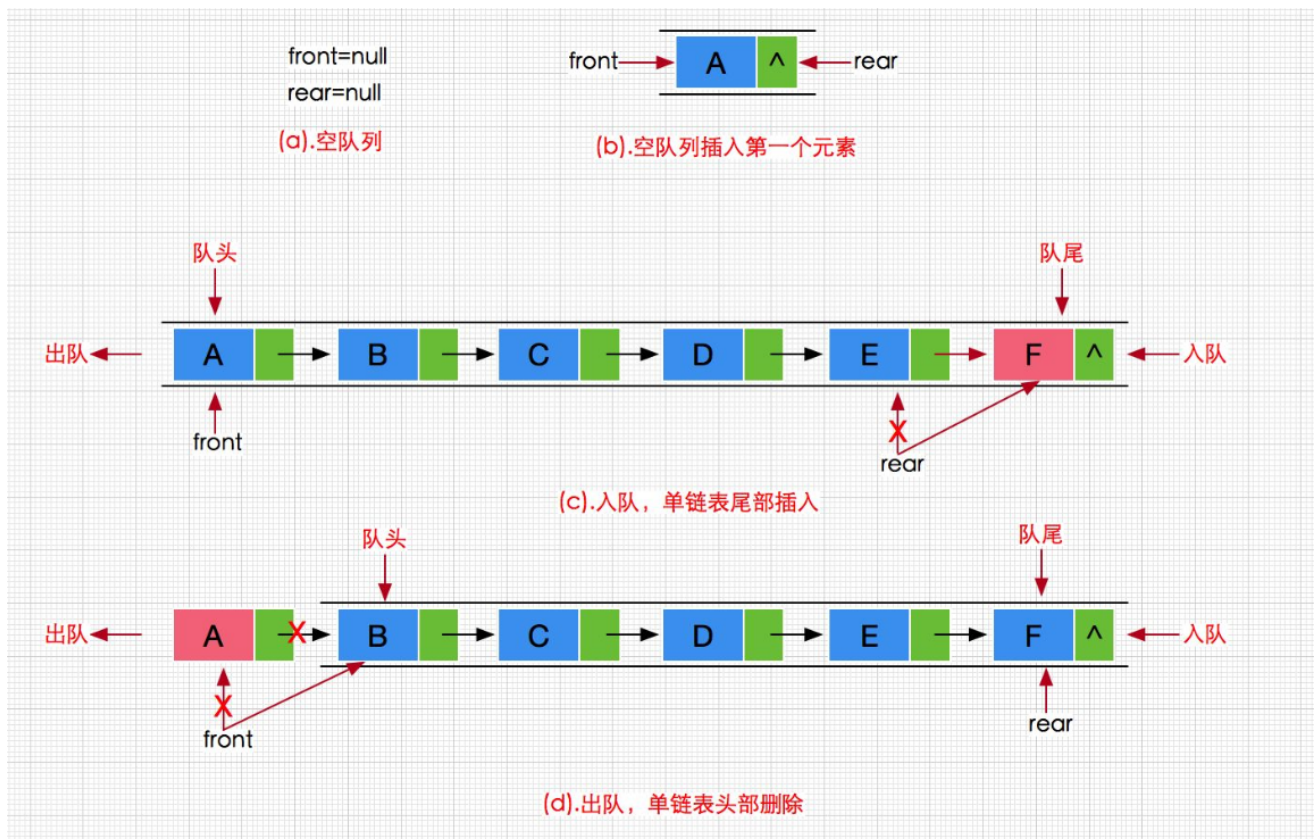 front=null
rear=null
(a).空队列
front A ^ rear
(b).空队列插入第一个元素
队头 队尾
出队 A B C D E F ^ 入队
X
front rear
(c).入队，单链表尾部插入
队头 队尾
出队 A X B C D E F ^ 入队
X
front rear
(d).出队，单链表头部删除